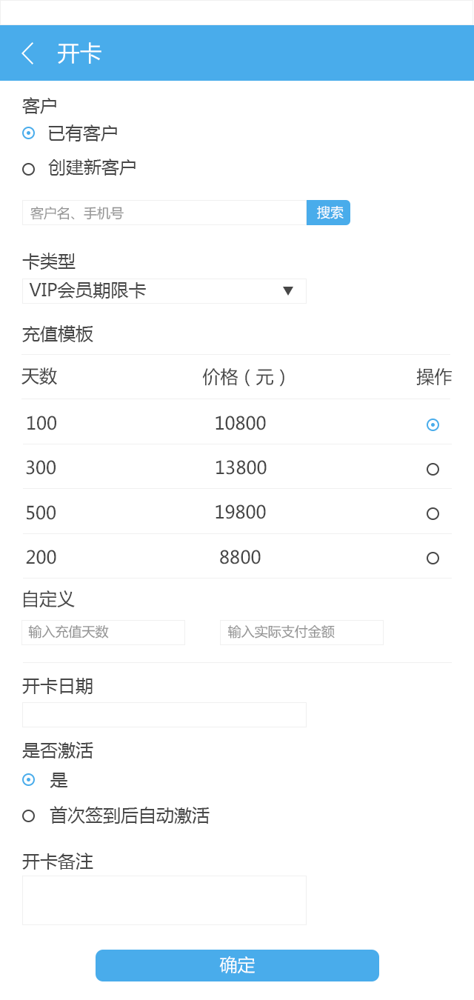 开卡
客户
已有客户
创建新客户
客户名、手机号 搜索
卡类型
VIP会员期限卡
充值模板
天数 价格（元） 操作
100 10800
300 13800
500 19800
200 8800
自定义
输入充值天数 输入实际支付金额
开卡日期
是否激活
是
首次签到后自动激活
开卡备注
确定